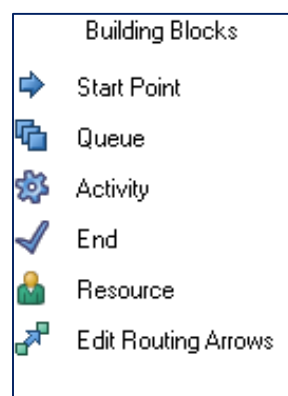 Building Blocks
Start Point
Queue
Activity
End
Resource
Edit Routing Arrows